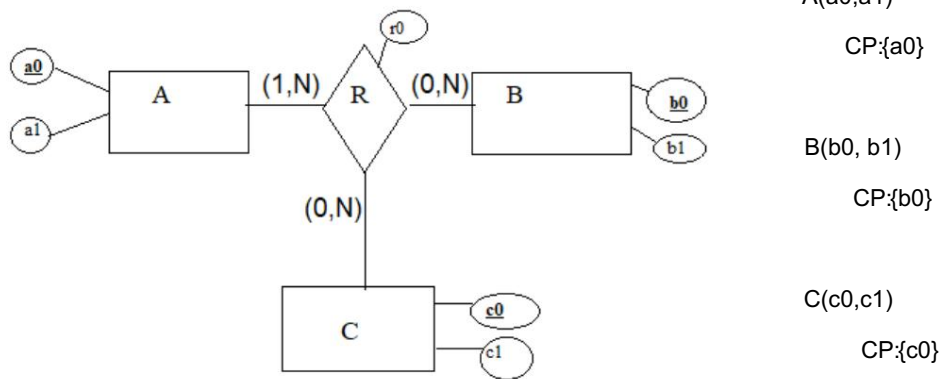 A(a0,a1)
CP:{a0}
r0
a0
A
(1,N)
R
(0,N)
B
b0
a1
b1
B(b0, b1)
CP:{b0}
(0,N)
C(c0,c1)
CP:{c0}
c0
C
c1